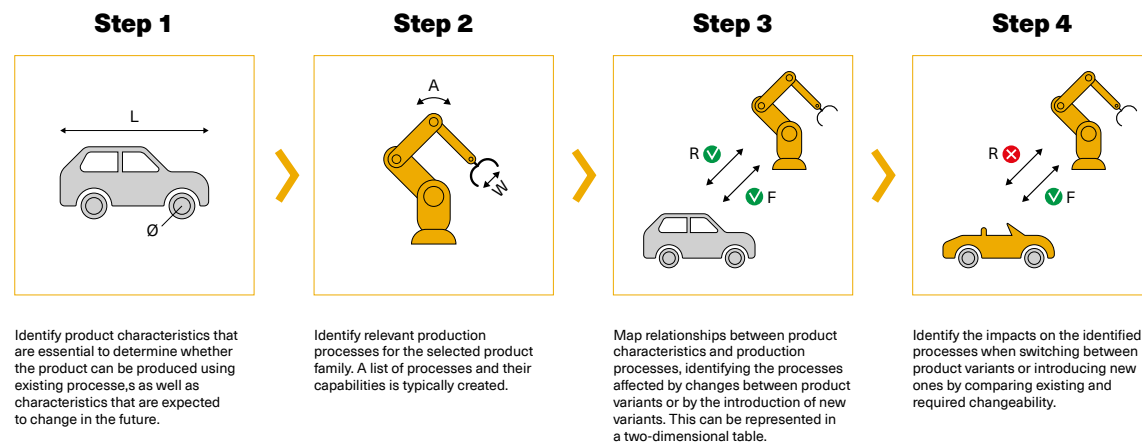 Step 1
L
Ø
Identify product characteristics that
are essential to determine whether
the product can be produced using
existing processe,s as well as
characteristics that are expected
to change in the future.
Step 2
A
W
Identify relevant production
processes for the selected product
family. A list of processes and their
capabilities is typically created.
Step 3
R
F
Map relationships between product
characteristics and production
processes, identifying the processes
affected by changes between product
variants or by the introduction of new
variants. This can be represented in
a two-dimensional table.
Step 4
R
F
Identify the impacts on the identified
processes when switching between
product variants or introducing new
ones by comparing existing and
required changeability.